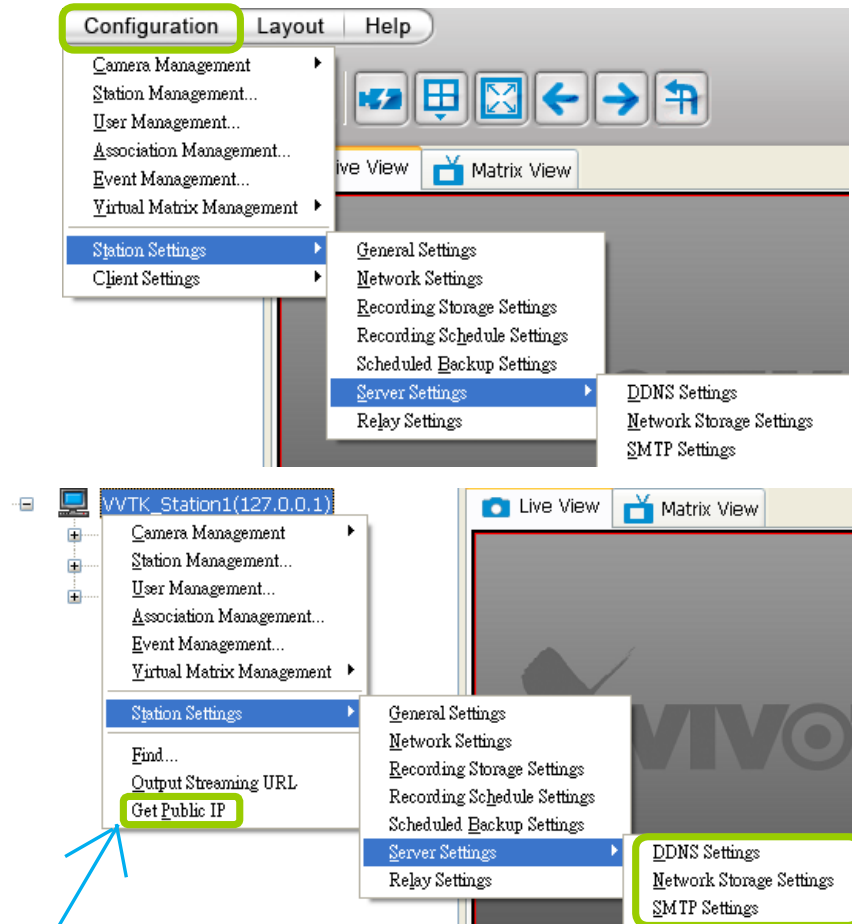 Configuration Layout Help
Camera Management
Station Management...
User Management...
Association Management...
Event Management...
Virtual Matrix Management
Station Settings
Client Settings
ive View Matrix View
General Settings
Network Settings
Recording Storage Settings
Recording Schedule Settings
Scheduled Backup Settings
Server Settings
Relay Settings
DDNS Settings
Network Storage Settings
SMTP Settings
VVTK_Station1(127.0.0.1)
Camera Management
Station Management...
User Management...
Association Management...
Event Management...
Virtual Matrix Management
Station Settings
Find...
Output Streaming URL
Get Public IP
Live View Matrix View
General Settings
Network Settings
Recording Storage Settings
Recording Schedule Settings
Scheduled Backup Settings
Server Settings
Relay Settings
DDNS Settings
Network Storage Settings
SMTP Settings
VIVO